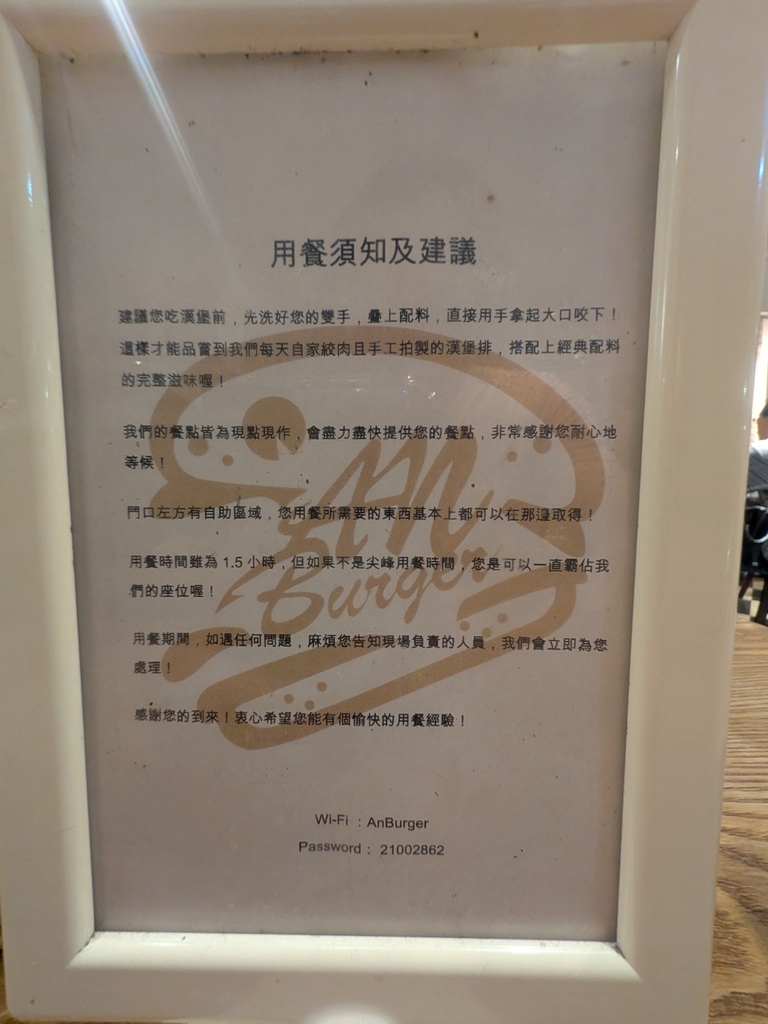 用餐須知及建議
建議您吃漢堡前，先洗好您的雙手，疊上配料，直接用手拿起大口咬下！
這樣才能品嘗到我們每天自家絞肉且手工拍製的漢堡排，搭配上經典配料
的完整滋味喔！
我們的餐點皆為現點現作，會盡力盡快提供您的餐點，非常感謝您耐心地
等候！
門口左方有自助區域，您用餐所需要的東西基本上都可以在那邊取得！
用餐時間雖為 1.5 小時，但如果不是尖峰用餐時間，您是可以一直霸佔我
們的座位喔！
用餐期間，如遇任何問題，麻煩您告知現場負責的人員，我們會立即為您
處理！
感謝您的到來！衷心希望您能有個愉快的用餐經驗！
AN
Burger
Wi-Fi ：AnBurger
Password： 21002862